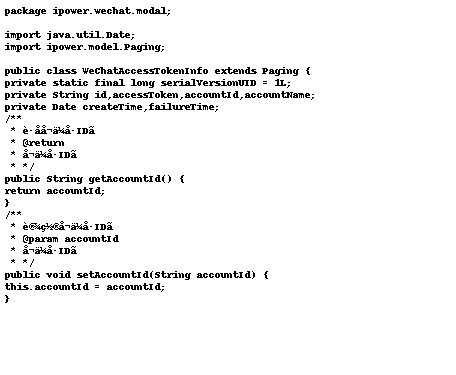 package ipower.wechat.modal;
import java.util.Date;
import ipower.model.Paging;
public class WeChatAccessTokenInfo extends Paging {
private static final long serialVersionUID = 1L;
private String id,accessToken,accountId,accountName;
private Date createTime,failureTime;
/**
* è·åå¬ä¼å·IDã
* @return
* å¬ä¼å·IDã
* */
public String getAccountId() {
return accountId;
}
/**
* è®¾ç½®å¬ä¼å·IDã
* @param accountId
* å¬ä¼å·IDã
* */
public void setAccountId(String accountId) {
this.accountId = accountId;
}